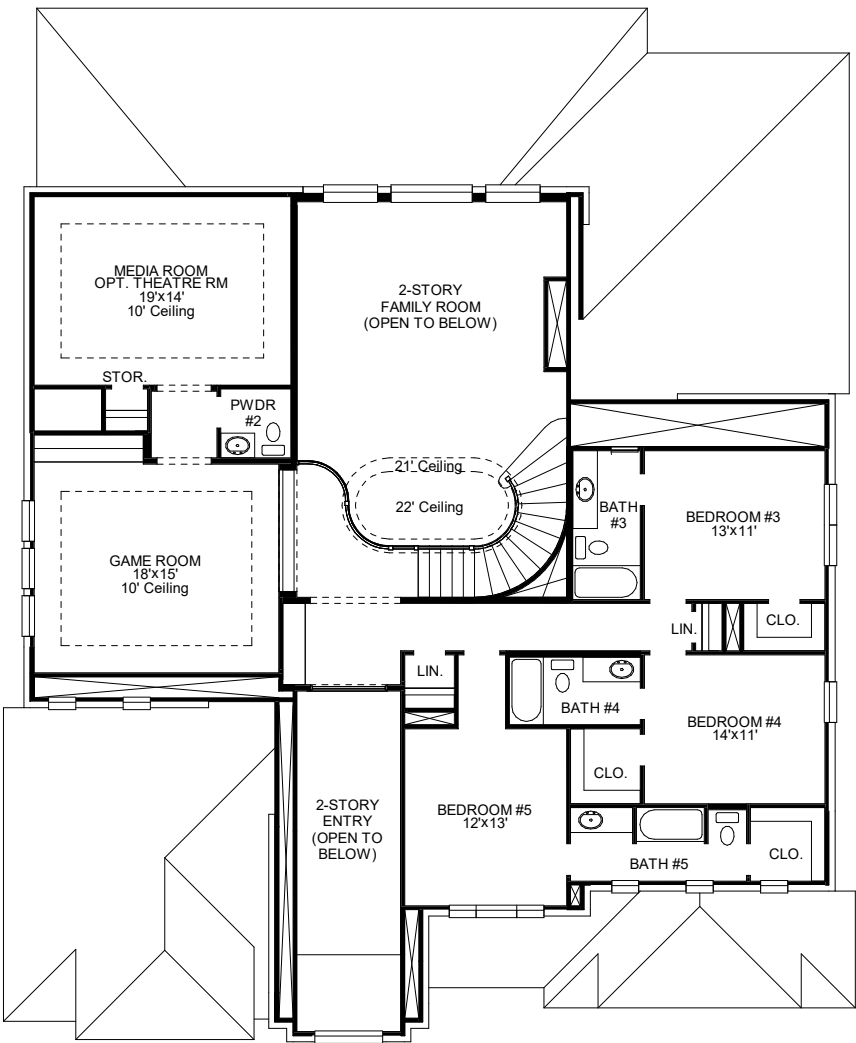 MEDIA ROOM
OPT. THEATRE RM
19'x14'
10' Ceiling
2-STORY
FAMILY ROOM
(OPEN TO BELOW)
STOR.
PWDR
#2
21' Ceiling
22' Ceiling
BATH
#3
BEDROOM #3
13'x11'
GAME ROOM
18'x15'
10' Ceiling
LIN.
CLO.
LIN.
BATH #4
BEDROOM #4
14'x11'
CLO.
2-STORY
ENTRY
(OPEN TO
BELOW)
BEDROOM #5
12'x13'
BATH #5
CLO.